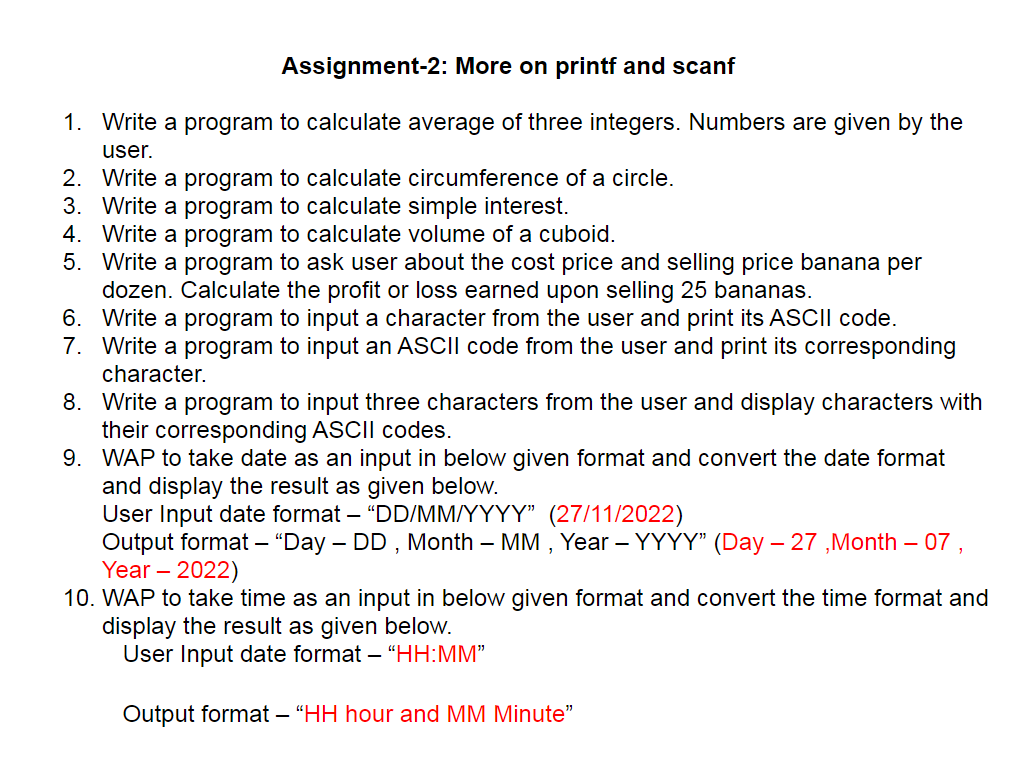 Assignment-2: More on printf and scanf
1. Write a program to calculate average of three integers. Numbers are given by the
user.
2. Write a program to calculate circumference of a circle.
3. Write a program to calculate simple interest.
4. Write a program to calculate volume of a cuboid.
5. Write a program to ask user about the cost price and selling price banana per
dozen. Calculate the profit or loss earned upon selling 25 bananas.
6. Write a program to input a character from the user and print its ASCII code.
7. Write a program to input an ASCII code from the user and print its corresponding
character.
8. Write a program to input three characters from the user and display characters with
their corresponding ASCII codes.
9. WAP to take date as an input in below given format and convert the date format
and display the result as given below.
User Input date format – “DD/MM/YYYY” (27/11/2022)
Output format – “Day – DD , Month – MM , Year – YYYY” (Day – 27 ,Month – 07 ,
Year – 2022)
10. WAP to take time as an input in below given format and convert the time format and
display the result as given below.
User Input date format – “HH:MM”
Output format – “HH hour and MM Minute”